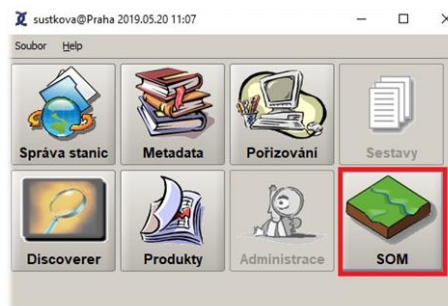 sustkova@Praha 2019.05.20 11:07
Soubor Help
Správa stanic Metadata Pořizování Sestavy
Discoverer Produkty Administrace SOM